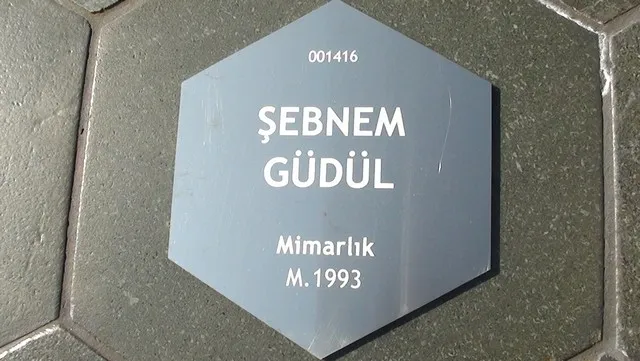 001416
ŞEBNEM
GÜDÜL
Mimarlık
M.1993